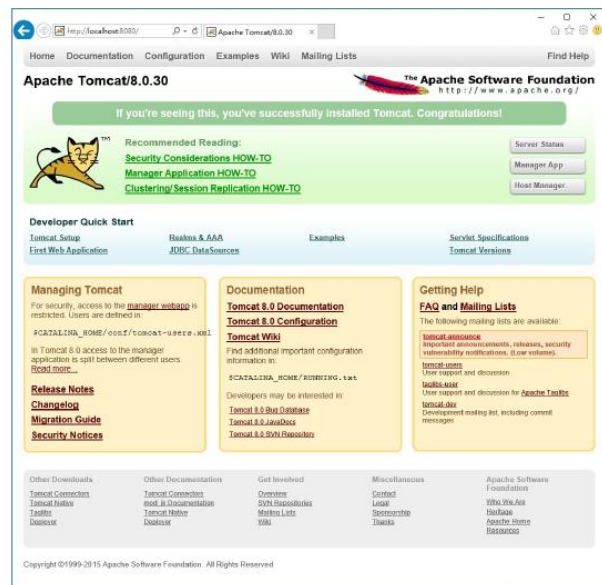 http://localhost:8080/
Apache Tomcat/8.0.30
Home Documentation Configuration Examples Wiki Mailing Lists Find Help
Apache Tomcat/8.0.30
The Apache Software Foundation
http://www.apache.org/
If you're seeing this, you've successfully installed Tomcat. Congratulations!
TM
Recommended Reading:
Security Considerations HOW-TO
Manager Application HOW-TO
Clustering/Session Replication HOW-TO
Server Status
Manager App
Host Manager
Developer Quick Start
Tomcat Setup
First Web Application
Realms & AAA
JDBC DataSources
Examples
Servlet Specifications
Tomcat Versions
Managing Tomcat
For security, access to the manager webapp is
restricted. Users are defined in:
$CATALINA_HOME/conf/tomcat-users.xml
In Tomcat 8.0 access to the manager
application is split between different users.
Read more...
Release Notes
Changelog
Migration Guide
Security Notices
Documentation
Tomcat 8.0 Documentation
Tomcat 8.0 Configuration
Tomcat Wiki
Find additional important configuration
information in:
$CATALINA_HOME/RUNNING.txt
Developers may be interested in:
Tomcat 8.0 Bug Database
Tomcat 8.0 JavaDocs
Tomcat 8.0 SVN Repository
Getting Help
FAQ and Mailing Lists
The following mailing lists are available:
tomcat-announce
Important announcements, releases, security
vulnerability notifications. (Low volume).
tomcat-users
User support and discussion
taglibs-user
User support and discussion for Apache Taglibs
tomcat-dev
Development mailing list, including commit
messages
Other Downloads
Tomcat Connectors
Tomcat Native
Taglibs
Deployer
Other Documentation
Tomcat Connectors
mod_jk Documentation
Tomcat Native
Deployer
Get Involved
Overview
SVN Repositories
Mailing Lists
Wiki
Miscellaneous
Contact
Legal
Sponsorship
Thanks
Apache Software
Foundation
Who We Are
Heritage
Apache Home
Resources
Copyright ©1999-2015 Apache Software Foundation. All Rights Reserved